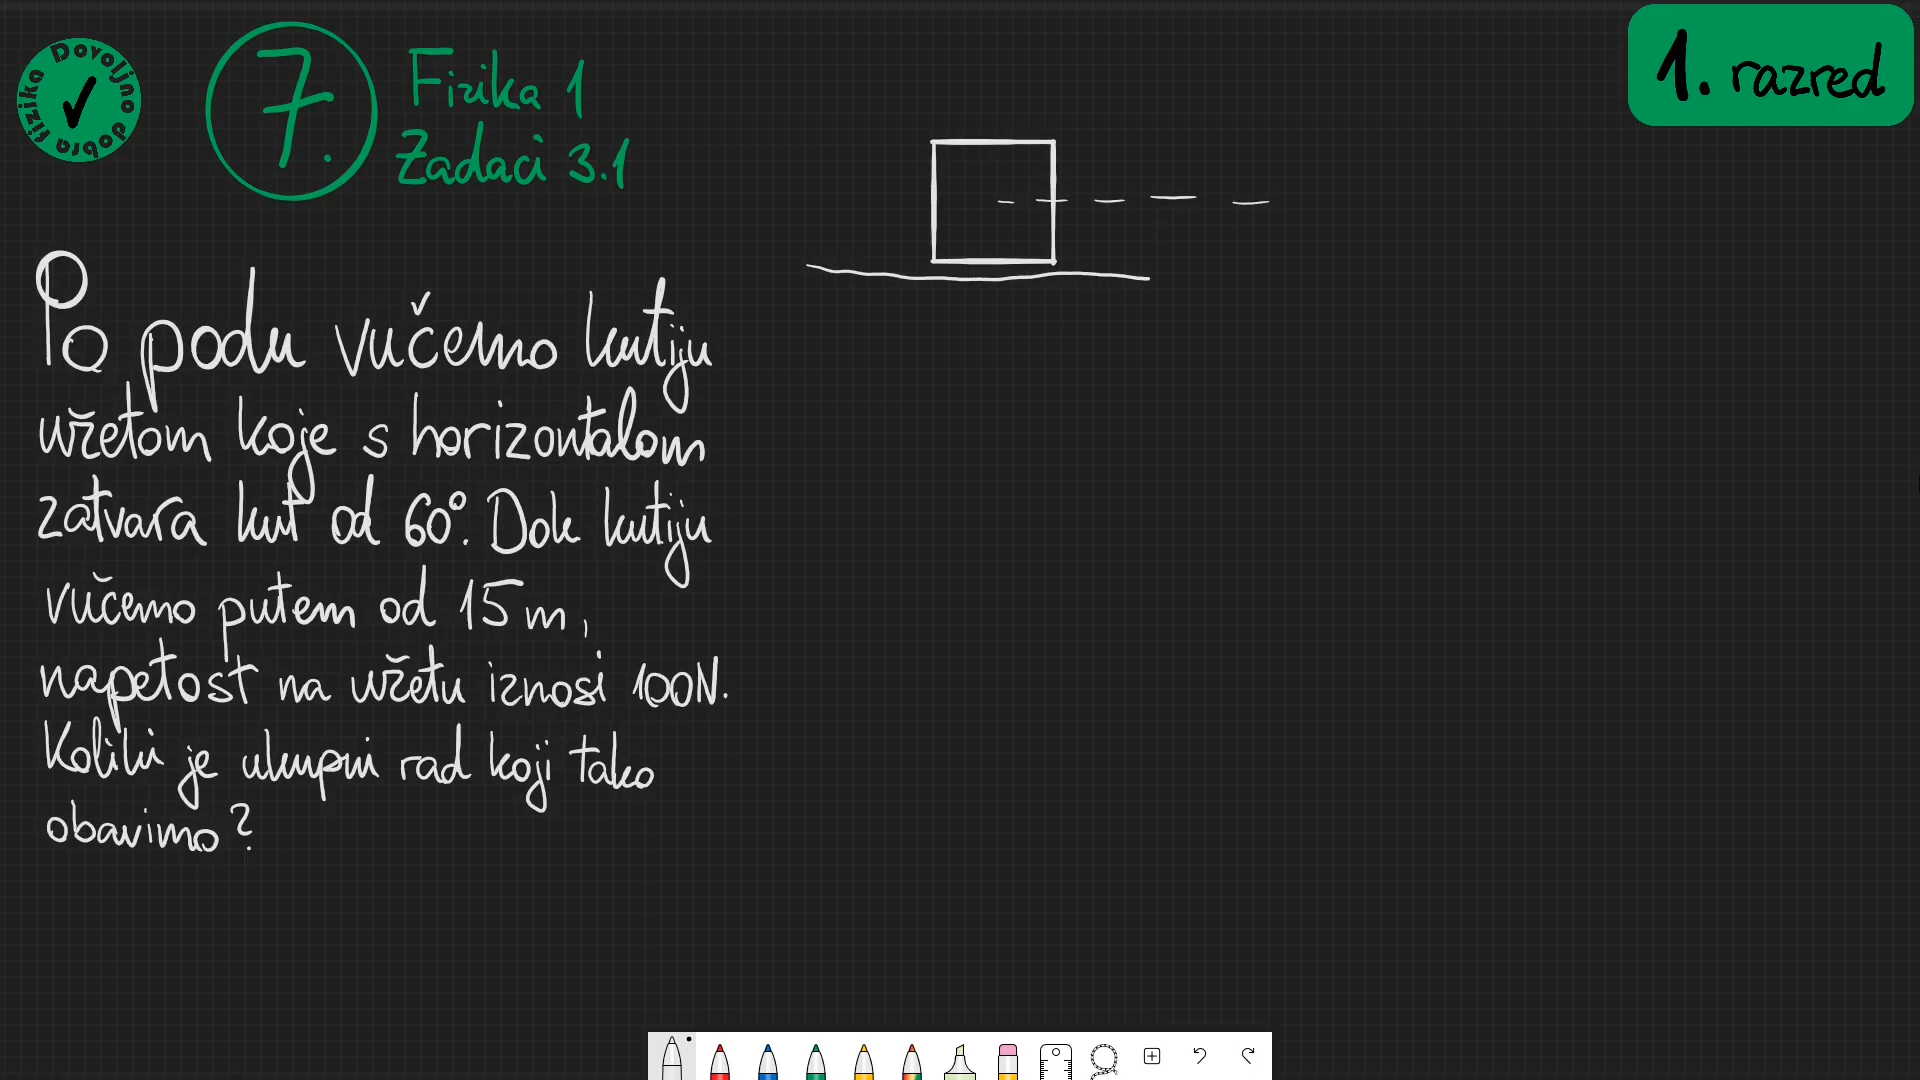 Dovoljno dobra fizika
7.
Fizika 1
Zadaci 3.1
1. razred
Po podu vučemo kutiju
užetom koje s horizontalom
zatvara kut od 60°. Dok kutiju
vučemo putem od 15 m,
napetost na užetu iznosi 100N.
Koliki je ukupni rad koji tako
obavimo?